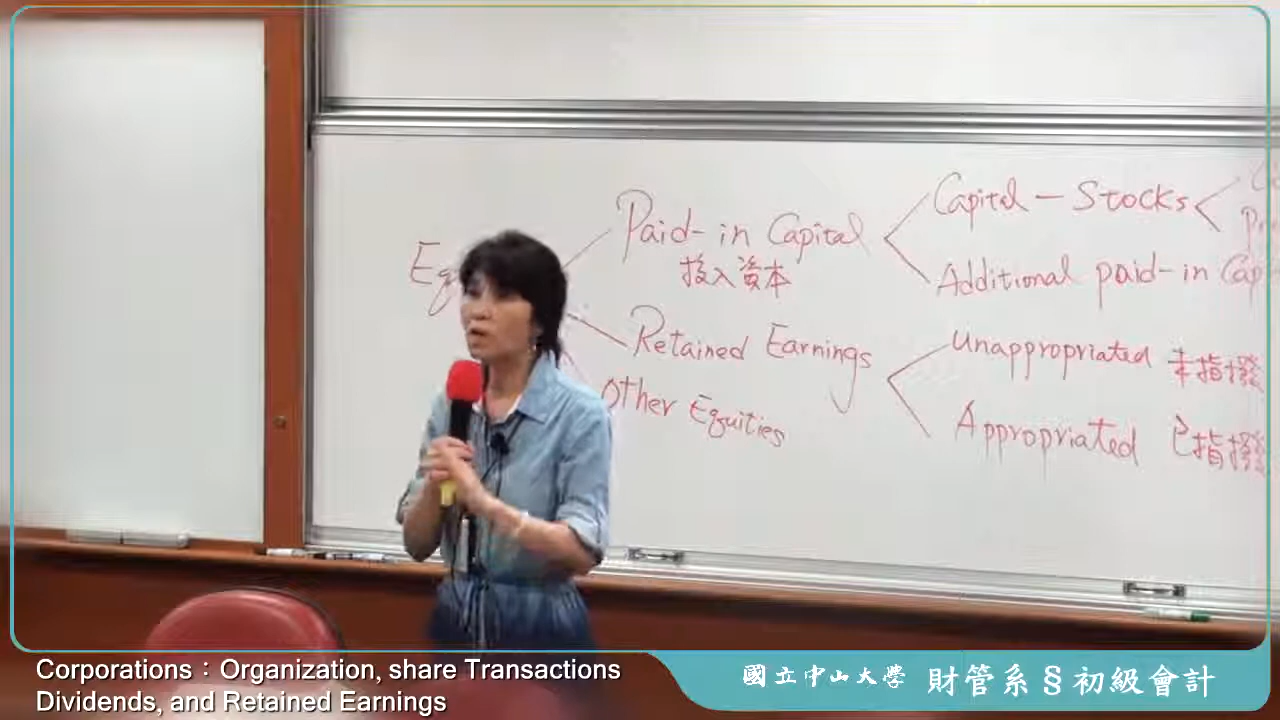 Capital — Stocks
Paid-in Capital
投入資本
Additional paid-in Cap
Retained Earnings
Unappropriated 未指撥
Other Equities
Appropriated 已指撥
Corporations：Organization, share Transactions
Dividends, and Retained Earnings
國立中山大學 財管系§初級會計